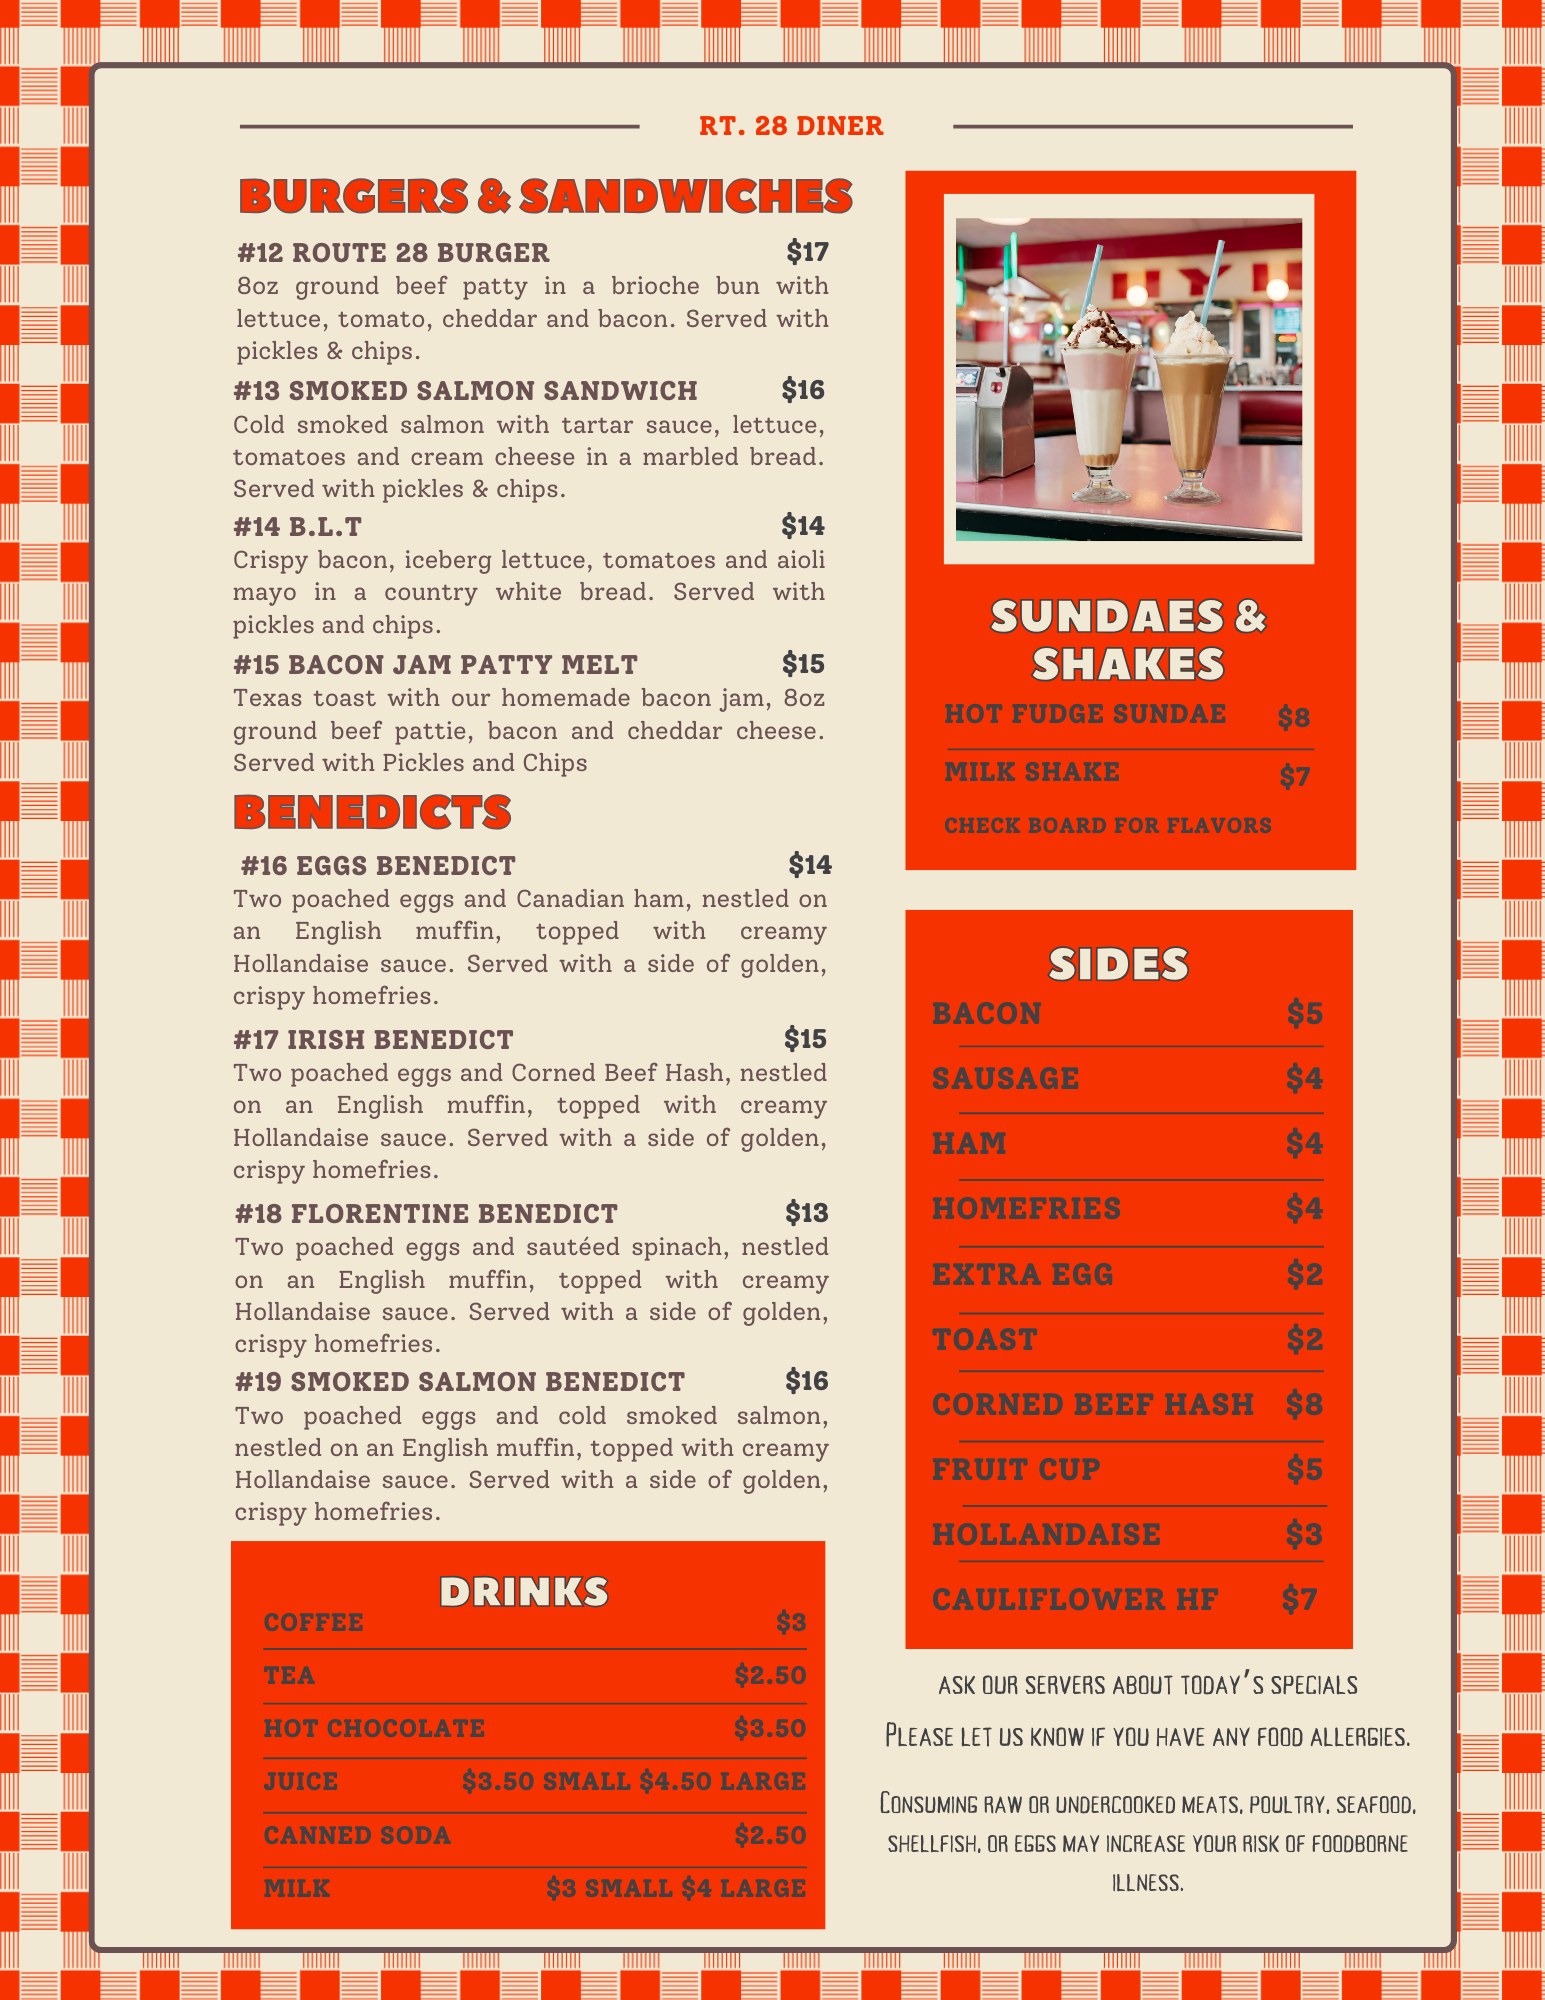 RT. 28 DINER
BURGERS & SANDWICHES
#12 ROUTE 28 BURGER $17
8oz ground beef patty in a brioche bun with
lettuce, tomato, cheddar and bacon. Served with
pickles & chips.
#13 SMOKED SALMON SANDWICH $16
Cold smoked salmon with tartar sauce, lettuce,
tomatoes and cream cheese in a marbled bread.
Served with pickles & chips.
#14 B.L.T $14
Crispy bacon, iceberg lettuce, tomatoes and aioli
mayo in a country white bread. Served with
pickles and chips.
#15 BACON JAM PATTY MELT $15
Texas toast with our homemade bacon jam, 8oz
ground beef pattie, bacon and cheddar cheese.
Served with Pickles and Chips
BENEDICTS
#16 EGGS BENEDICT $14
Two poached eggs and Canadian ham, nestled on
an English muffin, topped with creamy
Hollandaise sauce. Served with a side of golden,
crispy homefries.
#17 IRISH BENEDICT $15
Two poached eggs and Corned Beef Hash, nestled
on an English muffin, topped with creamy
Hollandaise sauce. Served with a side of golden,
crispy homefries.
#18 FLORENTINE BENEDICT $13
Two poached eggs and sautéed spinach, nestled
on an English muffin, topped with creamy
Hollandaise sauce. Served with a side of golden,
crispy homefries.
#19 SMOKED SALMON BENEDICT $16
Two poached eggs and cold smoked salmon,
nestled on an English muffin, topped with creamy
Hollandaise sauce. Served with a side of golden,
crispy homefries.
DRINKS
COFFEE $3
TEA $2.50
HOT CHOCOLATE $3.50
JUICE $3.50 SMALL $4.50 LARGE
CANNED SODA $2.50
MILK $3 SMALL $4 LARGE
SUNDAES &
SHAKES
HOT FUDGE SUNDAE $8
MILK SHAKE $7
CHECK BOARD FOR FLAVORS
SIDES
BACON $5
SAUSAGE $4
HAM $4
HOMEFRIES $4
EXTRA EGG $2
TOAST $2
CORNED BEEF HASH $8
FRUIT CUP $5
HOLLANDAISE $3
CAULIFLOWER HF $7
ASK OUR SERVERS ABOUT TODAY'S SPECIALS
PLEASE LET US KNOW IF YOU HAVE ANY FOOD ALLERGIES.
CONSUMING RAW OR UNDERCOOKED MEATS, POULTRY, SEAFOOD,
SHELLFISH, OR EGGS MAY INCREASE YOUR RISK OF FOODBORNE
ILLNESS.